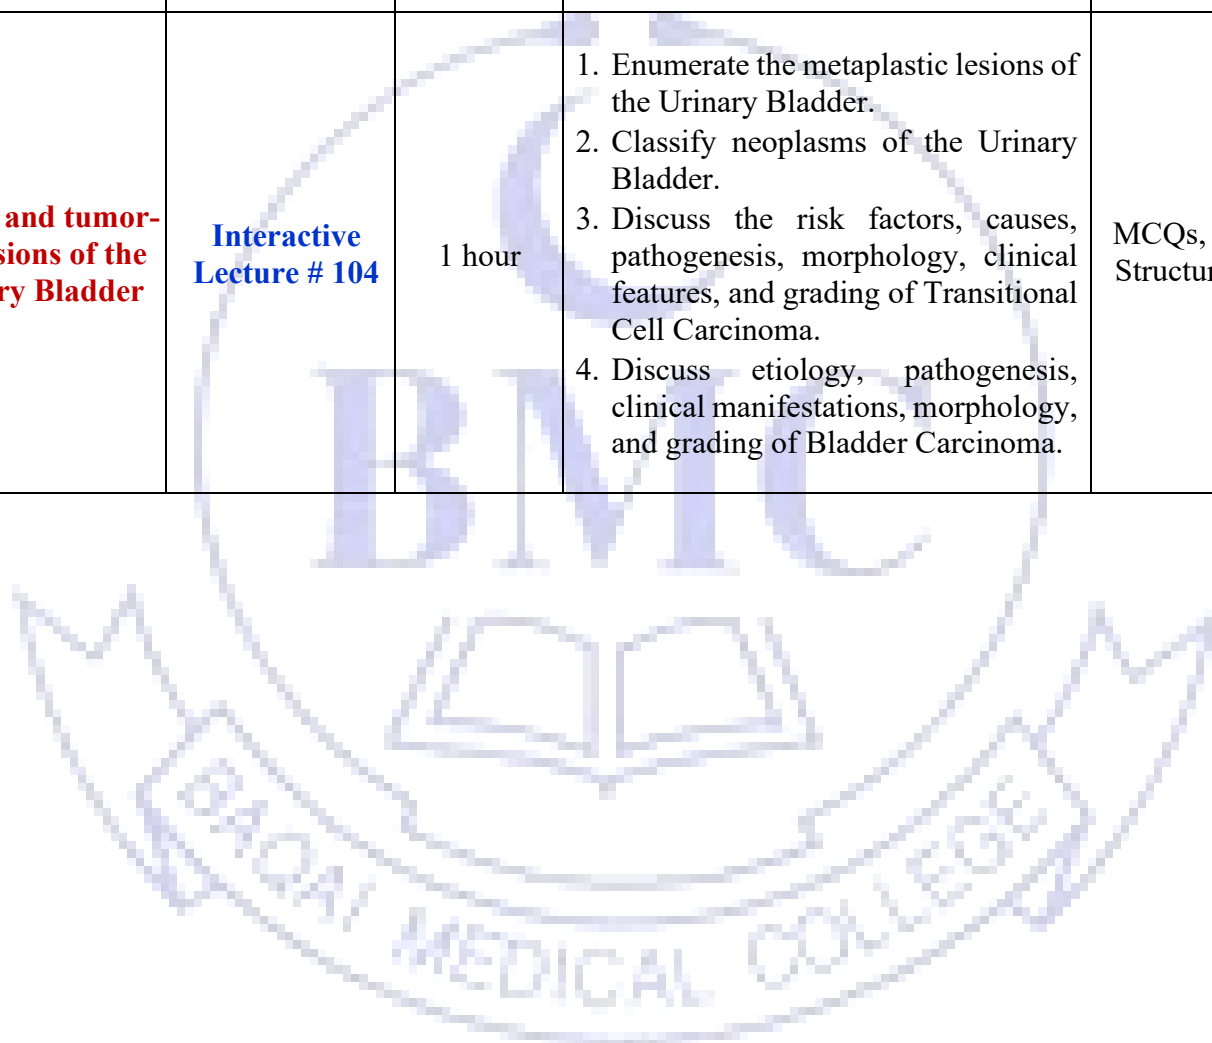 and tumor-
sions of the
ry Bladder
Interactive
Lecture # 104
1 hour
1. Enumerate the metaplastic lesions of
the Urinary Bladder.
2. Classify neoplasms of the Urinary
Bladder.
3. Discuss the risk factors, causes,
pathogenesis, morphology, clinical
features, and grading of Transitional
Cell Carcinoma.
4. Discuss etiology, pathogenesis,
clinical manifestations, morphology,
and grading of Bladder Carcinoma.
MCQs,
Structur
BMC
BAQAI MEDICAL COLLEGE